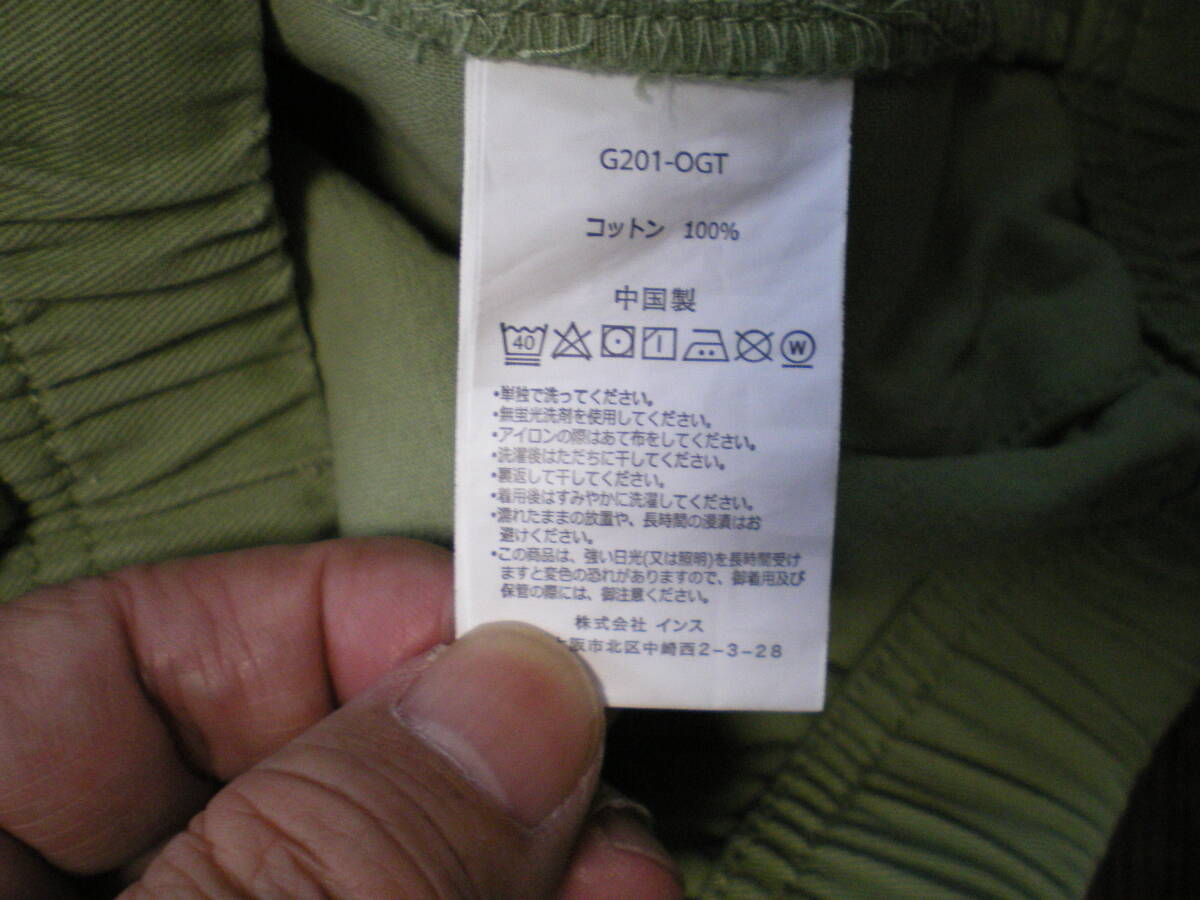 G201-OGT
コットン 100%
中国製
40 W
・単独で洗ってください。
・無蛍光洗剤を使用してください。
・アイロンの際はあて布をしてください。
・洗濯後はただちに干してください。
・裏返して干してください。
・着用後はすみやかに洗濯してください。
・濡れたままの放置や、長時間の浸漬はお
避けください。
・この商品は、強い日光(又は照明)を長時間受け
ますと変色の恐れがありますので、御着用及び
保管の際には、御注意ください。
株式会社 インス
阪市北区中崎西2-3-28